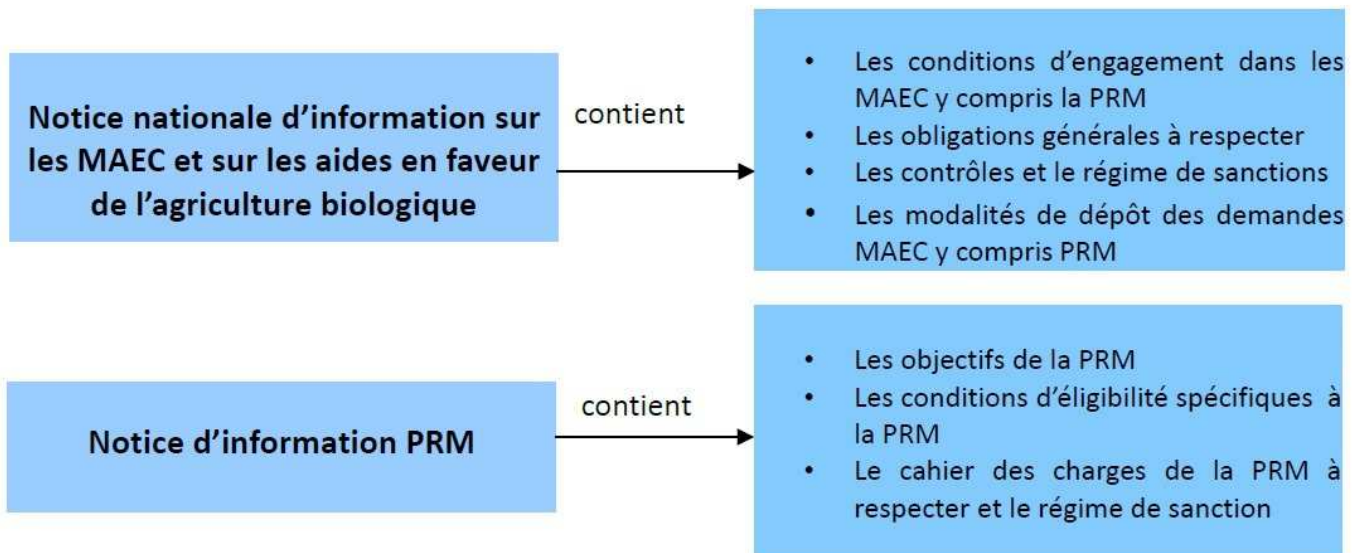 Notice nationale d’information sur
les MAEC et sur les aides en faveur
de l’agriculture biologique
contient
• Les conditions d’engagement dans les
MAEC y compris la PRM
• Les obligations générales à respecter
• Les contrôles et le régime de sanctions
• Les modalités de dépôt des demandes
MAEC y compris PRM
Notice d’information PRM
contient
• Les objectifs de la PRM
• Les conditions d’éligibilité spécifiques à
la PRM
• Le cahier des charges de la PRM à
respecter et le régime de sanction